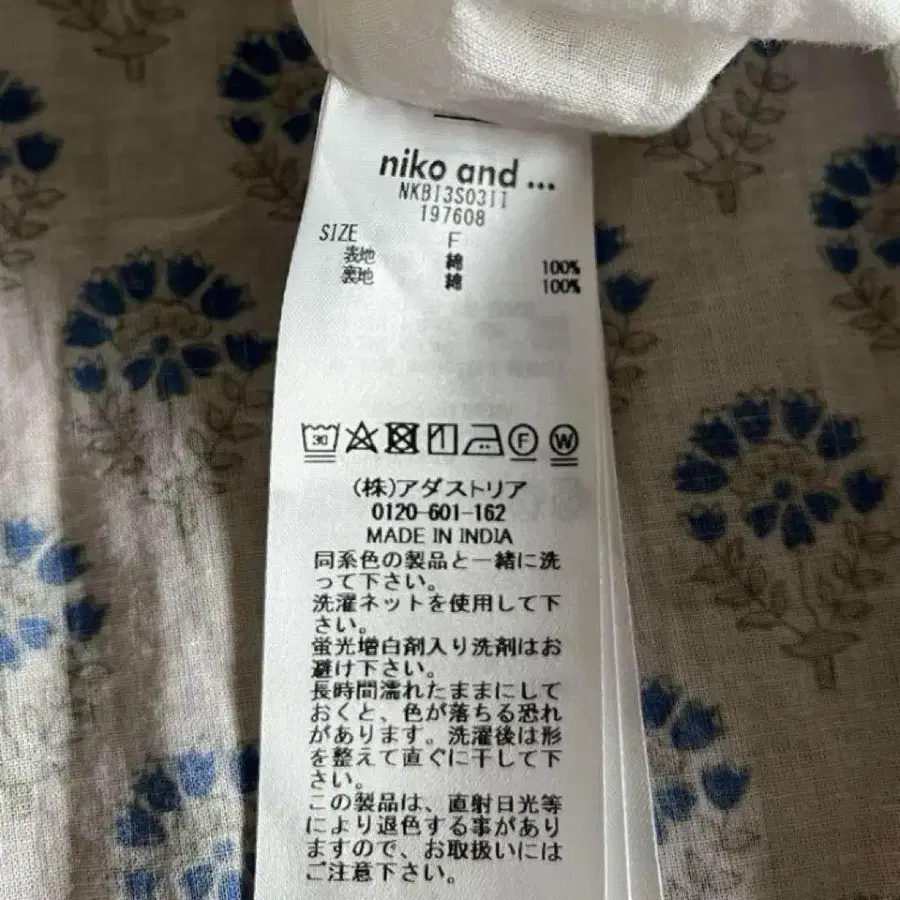 niko and ...
NKB13S0311
197608
SIZE F
表地 綿 100%
裏地 綿 100%
30 F W
(株)アダストリア
0120-601-162
MADE IN INDIA
同系色の製品と一緒に洗
って下さい。
洗濯ネットを使用して下
さい。
蛍光増白剤入り洗剤はお
避け下さい。
長時間濡れたままにして
おくと、色が落ちる恐れ
があります。洗濯後は形
を整えて直ぐに干して下
さい。
この製品は、直射日光等
により退色する事があり
ますので、お取扱いには
ご注意下さい。